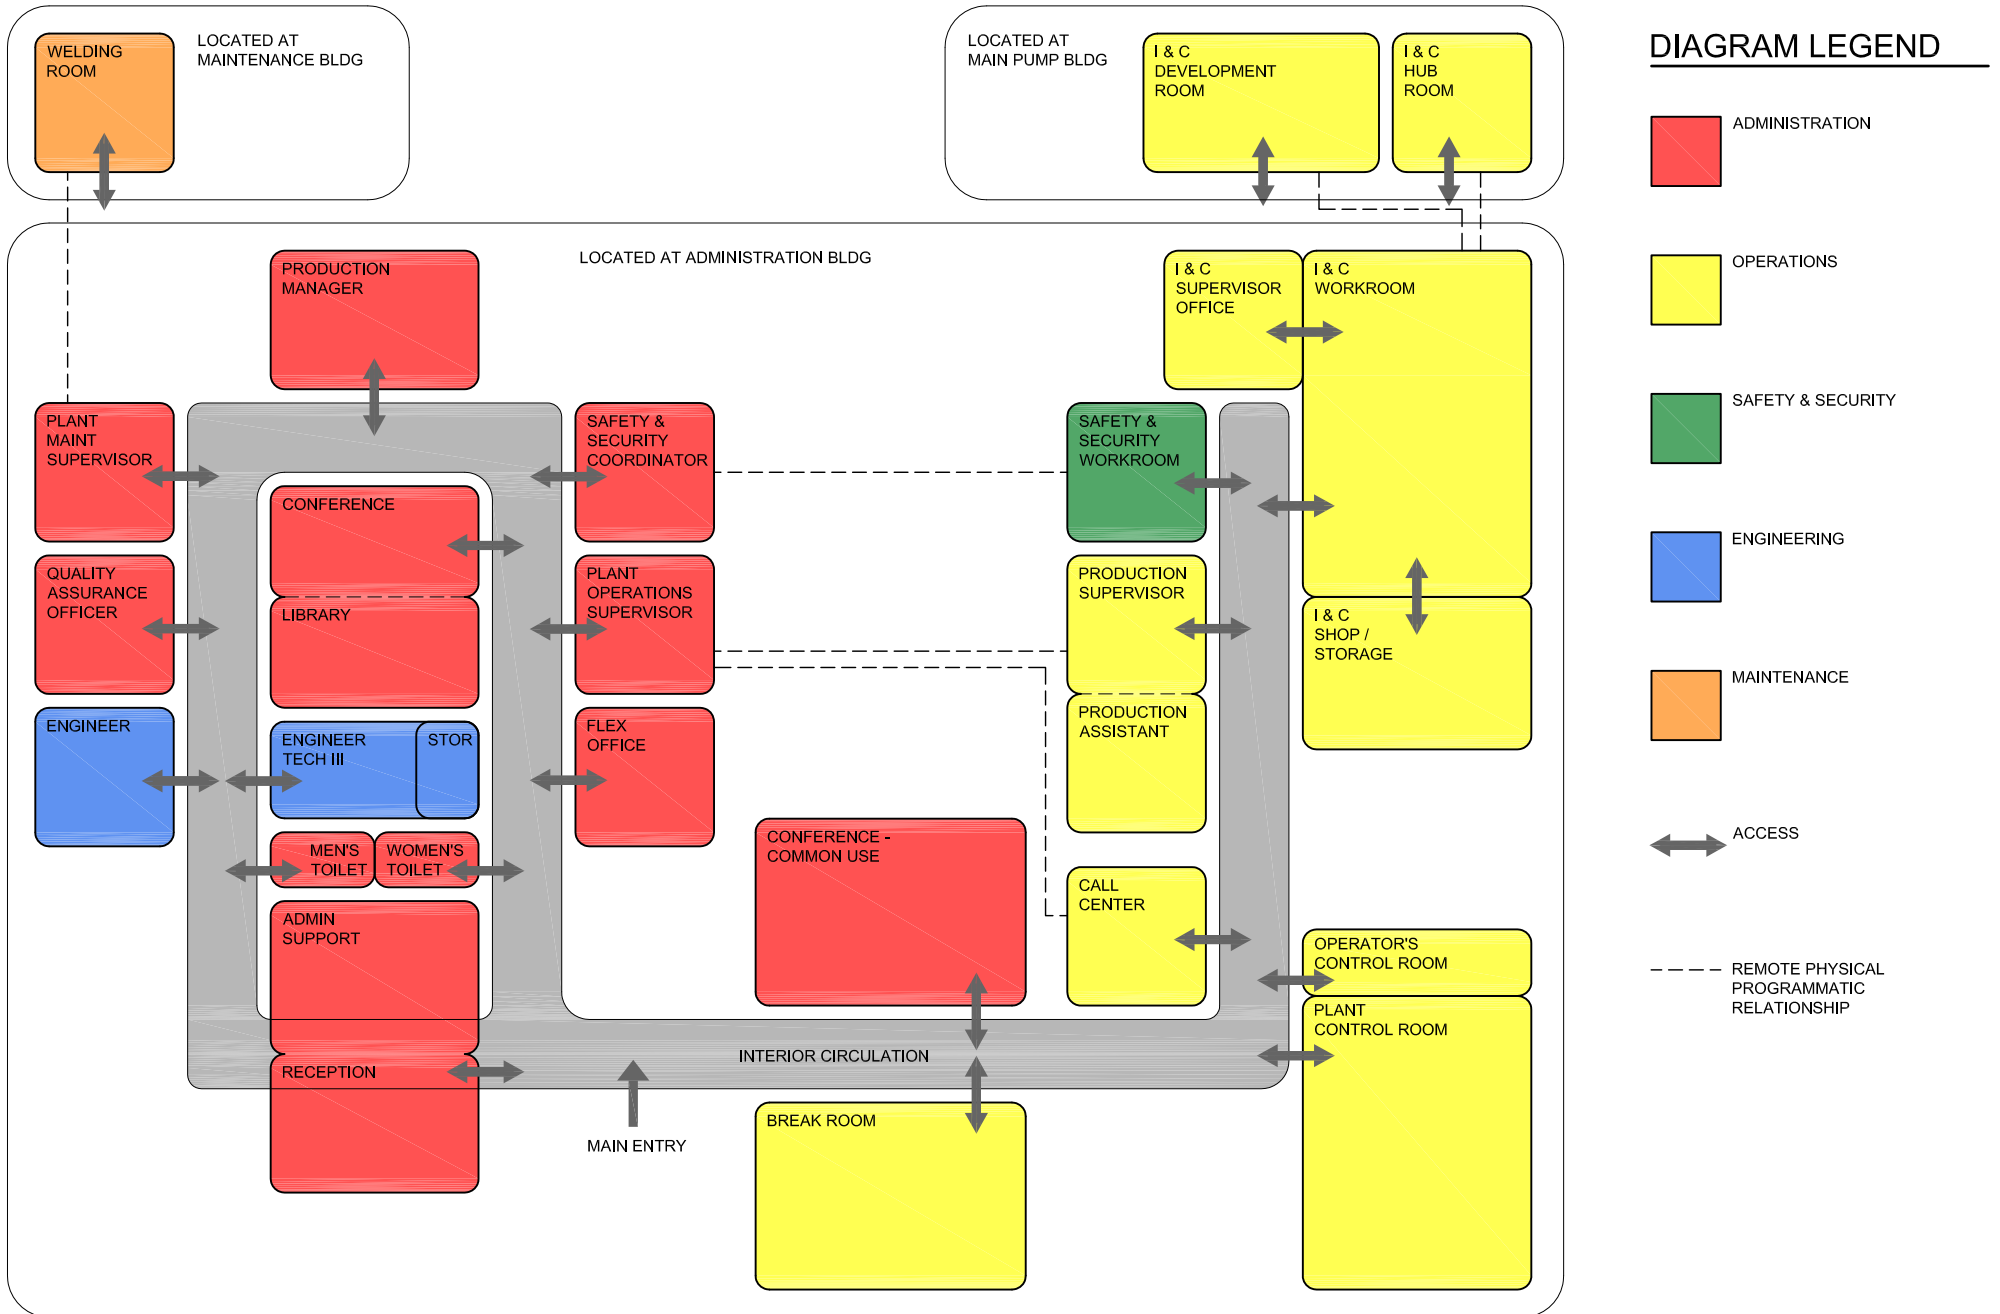 WELDING
ROOM
LOCATED AT
MAINTENANCE BLDG
LOCATED AT
MAIN PUMP BLDG
I & C
DEVELOPMENT
ROOM
I & C
HUB
ROOM
DIAGRAM LEGEND
ADMINISTRATION
OPERATIONS
SAFETY & SECURITY
ENGINEERING
MAINTENANCE
ACCESS
REMOTE PHYSICAL
PROGRAMMATIC
RELATIONSHIP
LOCATED AT ADMINISTRATION BLDG
PRODUCTION
MANAGER
I & C
SUPERVISOR
OFFICE
I & C
WORKROOM
PLANT
MAINT
SUPERVISOR
SAFETY &
SECURITY
COORDINATOR
SAFETY &
SECURITY
WORKROOM
CONFERENCE
QUALITY
ASSURANCE
OFFICER
LIBRARY
PLANT
OPERATIONS
SUPERVISOR
PRODUCTION
SUPERVISOR
I & C
SHOP /
STORAGE
ENGINEER
ENGINEER
TECH III
STOR
FLEX
OFFICE
PRODUCTION
ASSISTANT
MEN'S
TOILET
WOMEN'S
TOILET
CONFERENCE -
COMMON USE
CALL
CENTER
ADMIN
SUPPORT
OPERATOR'S
CONTROL ROOM
PLANT
CONTROL ROOM
RECEPTION
INTERIOR CIRCULATION
MAIN ENTRY
BREAK ROOM